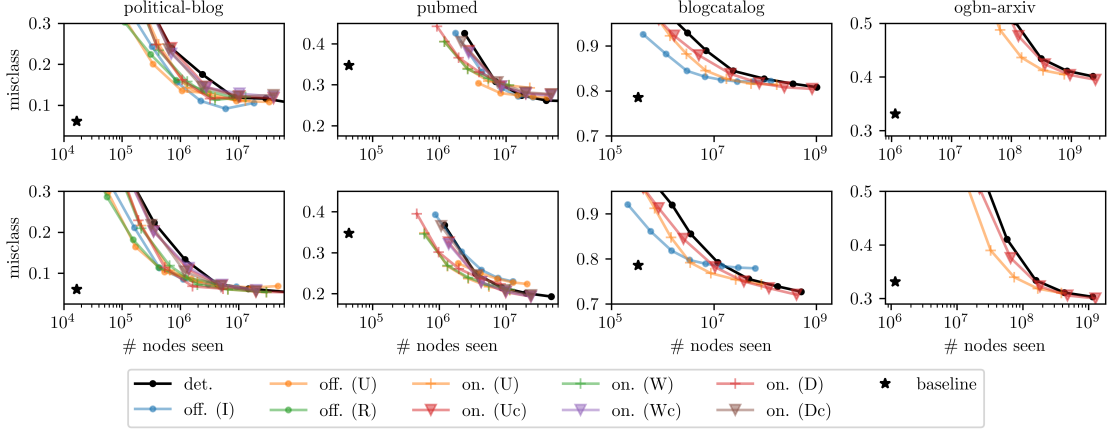 political-blog pubmed blogcatalog ogbn-arxiv
misclass
0.3 0.2 0.1
10^4 10^5 10^6 10^7
0.4 0.3 0.2
10^5 10^6 10^7
0.9 0.8 0.7
10^5 10^7 10^9
0.5 0.4 0.3
10^6 10^7 10^8 10^9
misclass
0.3 0.2 0.1
10^4 10^5 10^6 10^7
# nodes seen
0.4 0.3 0.2
10^5 10^6 10^7
# nodes seen
0.9 0.8 0.7
10^5 10^7 10^9
# nodes seen
0.5 0.4 0.3
10^6 10^7 10^8 10^9
# nodes seen
det. off. (U) on. (U) on. (W) on. (D) baseline
off. (I) off. (R) on. (Uc) on. (Wc) on. (Dc)